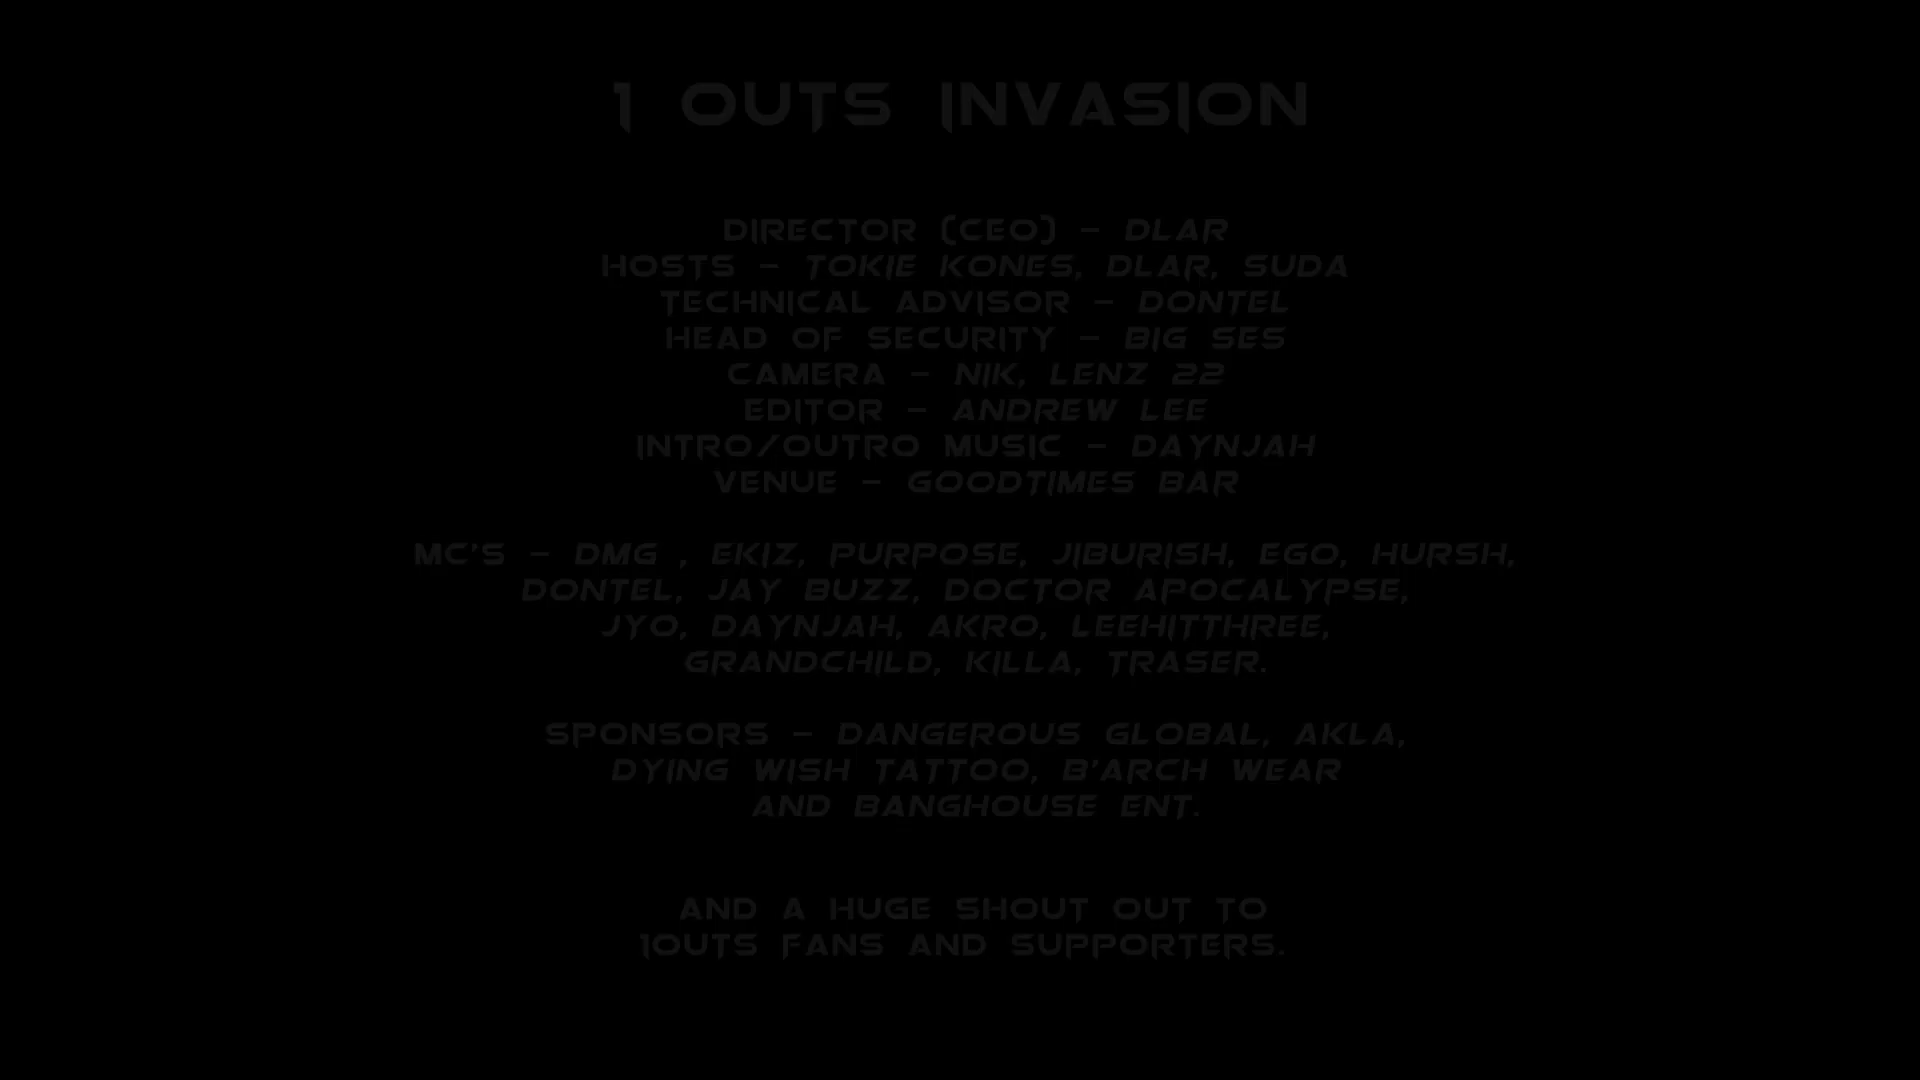 1 OUTS INVASION
DIRECTOR (CEO) - DLAR
HOSTS - TOKIE KONES, DLAR, SUDA
TECHNICAL ADVISOR - DONTEL
HEAD OF SECURITY - BIG SES
CAMERA - NIK, LENZ 22
EDITOR - ANDREW LEE
INTRO/OUTRO MUSIC - DAYNJAH
VENUE - GOODTIMES BAR
MC'S - DMG , EKIZ, PURPOSE, JIBURISH, EGO, HURSH,
DONTEL, JAY BUZZ, DOCTOR APOCALYPSE,
JYO, DAYNJAH, AKRO, LEEHITTHREE,
GRANDCHILD, KILLA, TRASER.
SPONSORS - DANGEROUS GLOBAL, AKLA,
DYING WISH TATTOO, B'ARCH WEAR
AND BANGHOUSE ENT.
AND A HUGE SHOUT OUT TO
1OUTS FANS AND SUPPORTERS.